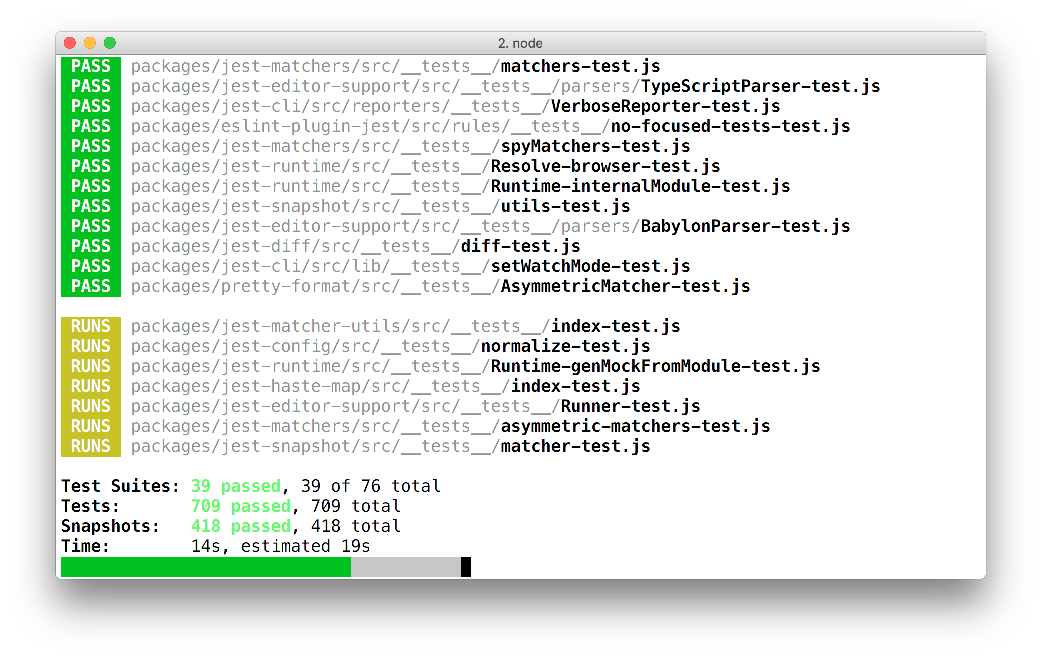 2. node
PASS packages/jest-matchers/src/__tests__/matchers-test.js
PASS packages/jest-editor-support/src/__tests__/parsers/TypeScriptParser-test.js
PASS packages/jest-cli/src/reporters/__tests__/VerboseReporter-test.js
PASS packages/eslint-plugin-jest/src/rules/__tests__/no-focused-tests-test.js
PASS packages/jest-matchers/src/__tests__/spyMatchers-test.js
PASS packages/jest-runtime/src/__tests__/Resolve-browser-test.js
PASS packages/jest-runtime/src/__tests__/Runtime-internalModule-test.js
PASS packages/jest-snapshot/src/__tests__/utils-test.js
PASS packages/jest-editor-support/src/__tests__/parsers/BabylonParser-test.js
PASS packages/jest-diff/src/__tests__/diff-test.js
PASS packages/jest-cli/src/lib/__tests__/setWatchMode-test.js
PASS packages/pretty-format/src/__tests__/AsymmetricMatcher-test.js
RUNS packages/jest-matcher-utils/src/__tests__/index-test.js
RUNS packages/jest-config/src/__tests__/normalize-test.js
RUNS packages/jest-runtime/src/__tests__/Runtime-genMockFromModule-test.js
RUNS packages/jest-haste-map/src/__tests__/index-test.js
RUNS packages/jest-editor-support/src/__tests__/Runner-test.js
RUNS packages/jest-matchers/src/__tests__/asymmetric-matchers-test.js
RUNS packages/jest-snapshot/src/__tests__/matcher-test.js
Test Suites: 39 passed, 39 of 76 total
Tests: 709 passed, 709 total
Snapshots: 418 passed, 418 total
Time: 14s, estimated 19s